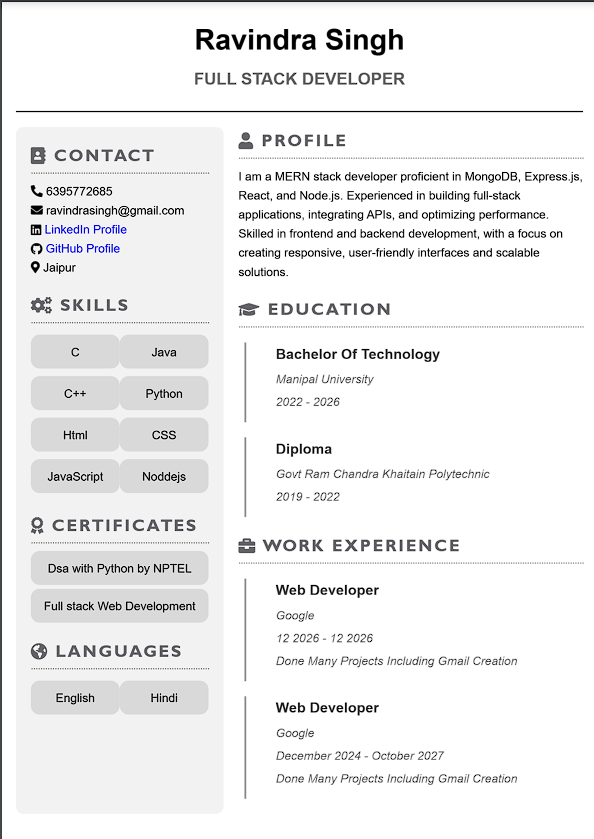 Ravindra Singh
FULL STACK DEVELOPER
CONTACT
6395772685
ravindrasingh@gmail.com
LinkedIn Profile
GitHub Profile
Jaipur
SKILLS
C
Java
C++
Python
Html
CSS
JavaScript
Noddejs
CERTIFICATES
Dsa with Python by NPTEL
Full stack Web Development
LANGUAGES
English
Hindi
PROFILE
I am a MERN stack developer proficient in MongoDB, Express.js,
React, and Node.js. Experienced in building full-stack
applications, integrating APIs, and optimizing performance.
Skilled in frontend and backend development, with a focus on
creating responsive, user-friendly interfaces and scalable
solutions.
EDUCATION
Bachelor Of Technology
Manipal University
2022 - 2026
Diploma
Govt Ram Chandra Khaitain Polytechnic
2019 - 2022
WORK EXPERIENCE
Web Developer
Google
12 2026 - 12 2026
Done Many Projects Including Gmail Creation
Web Developer
Google
December 2024 - October 2027
Done Many Projects Including Gmail Creation